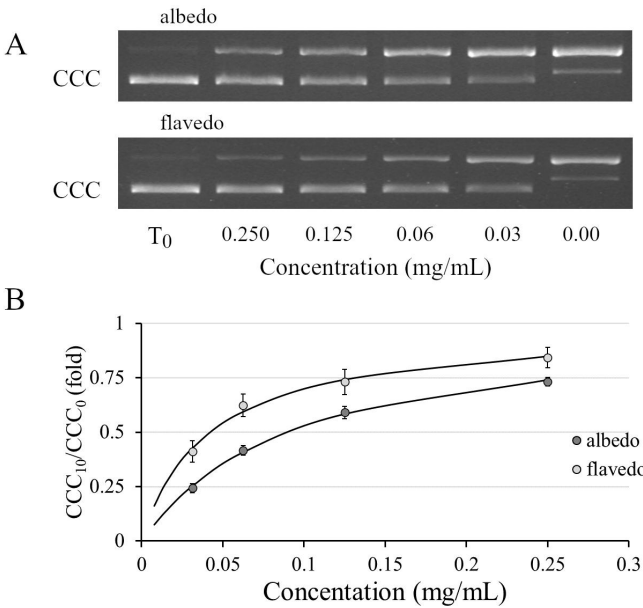 A
albedo
CCC
flavedo
CCC
T₀ 0.250 0.125 0.06 0.03 0.00
Concentration (mg/mL)
B
CCC₁₀/CCC₀ (fold)
1
0.75
0.5
0.25
0
albedo
flavedo
0 0.05 0.1 0.15 0.2 0.25 0.3
Concentation (mg/mL)